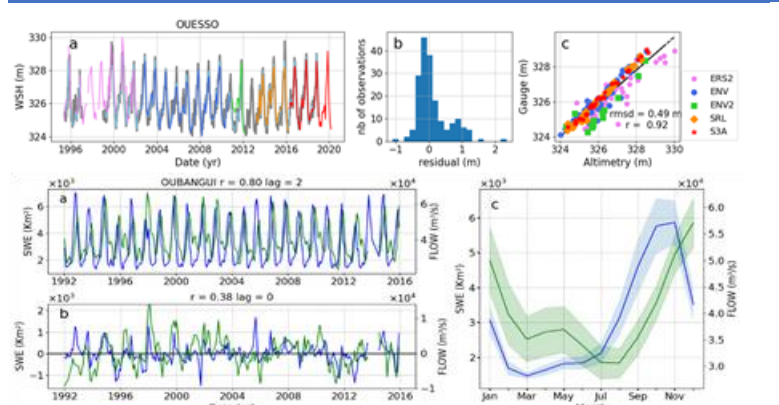 OUESSO
a
WSH (m)
330
328
326
324
1996 2000 2004 2008 2012 2016 2020
Date (yr)
b
nb of observations
40
30
20
10
0
−1 0 1 2
residual (m)
c
Gauge (m)
328
326
324
rmsd = 0.49 m
r = 0.92
324 326 328 330
Altimetry (m)
ERS2
ENV
ENV2
SRL
S3A
×10³ OUBANGUI r = 0.80 lag = 2 ×10⁴
a
SWE (Km²)
6
4
2
6
4
FLOW (m³/s)
1992 1996 2000 2004 2008 2012 2016
×10³ r = 0.38 lag = 0 ×10⁴
b
SWE (Km²)
2
1
0
−1
1
0
−1
FLOW (m³/s)
1992 1996 2000 2004 2008 2012 2016
×10³ ×10⁴
c
SWE (Km²)
6
5
4
3
2
6.0
5.5
5.0
4.5
4.0
3.5
3.0
FLOW (m³/s)
Jan Mar May Jul Sep Nov